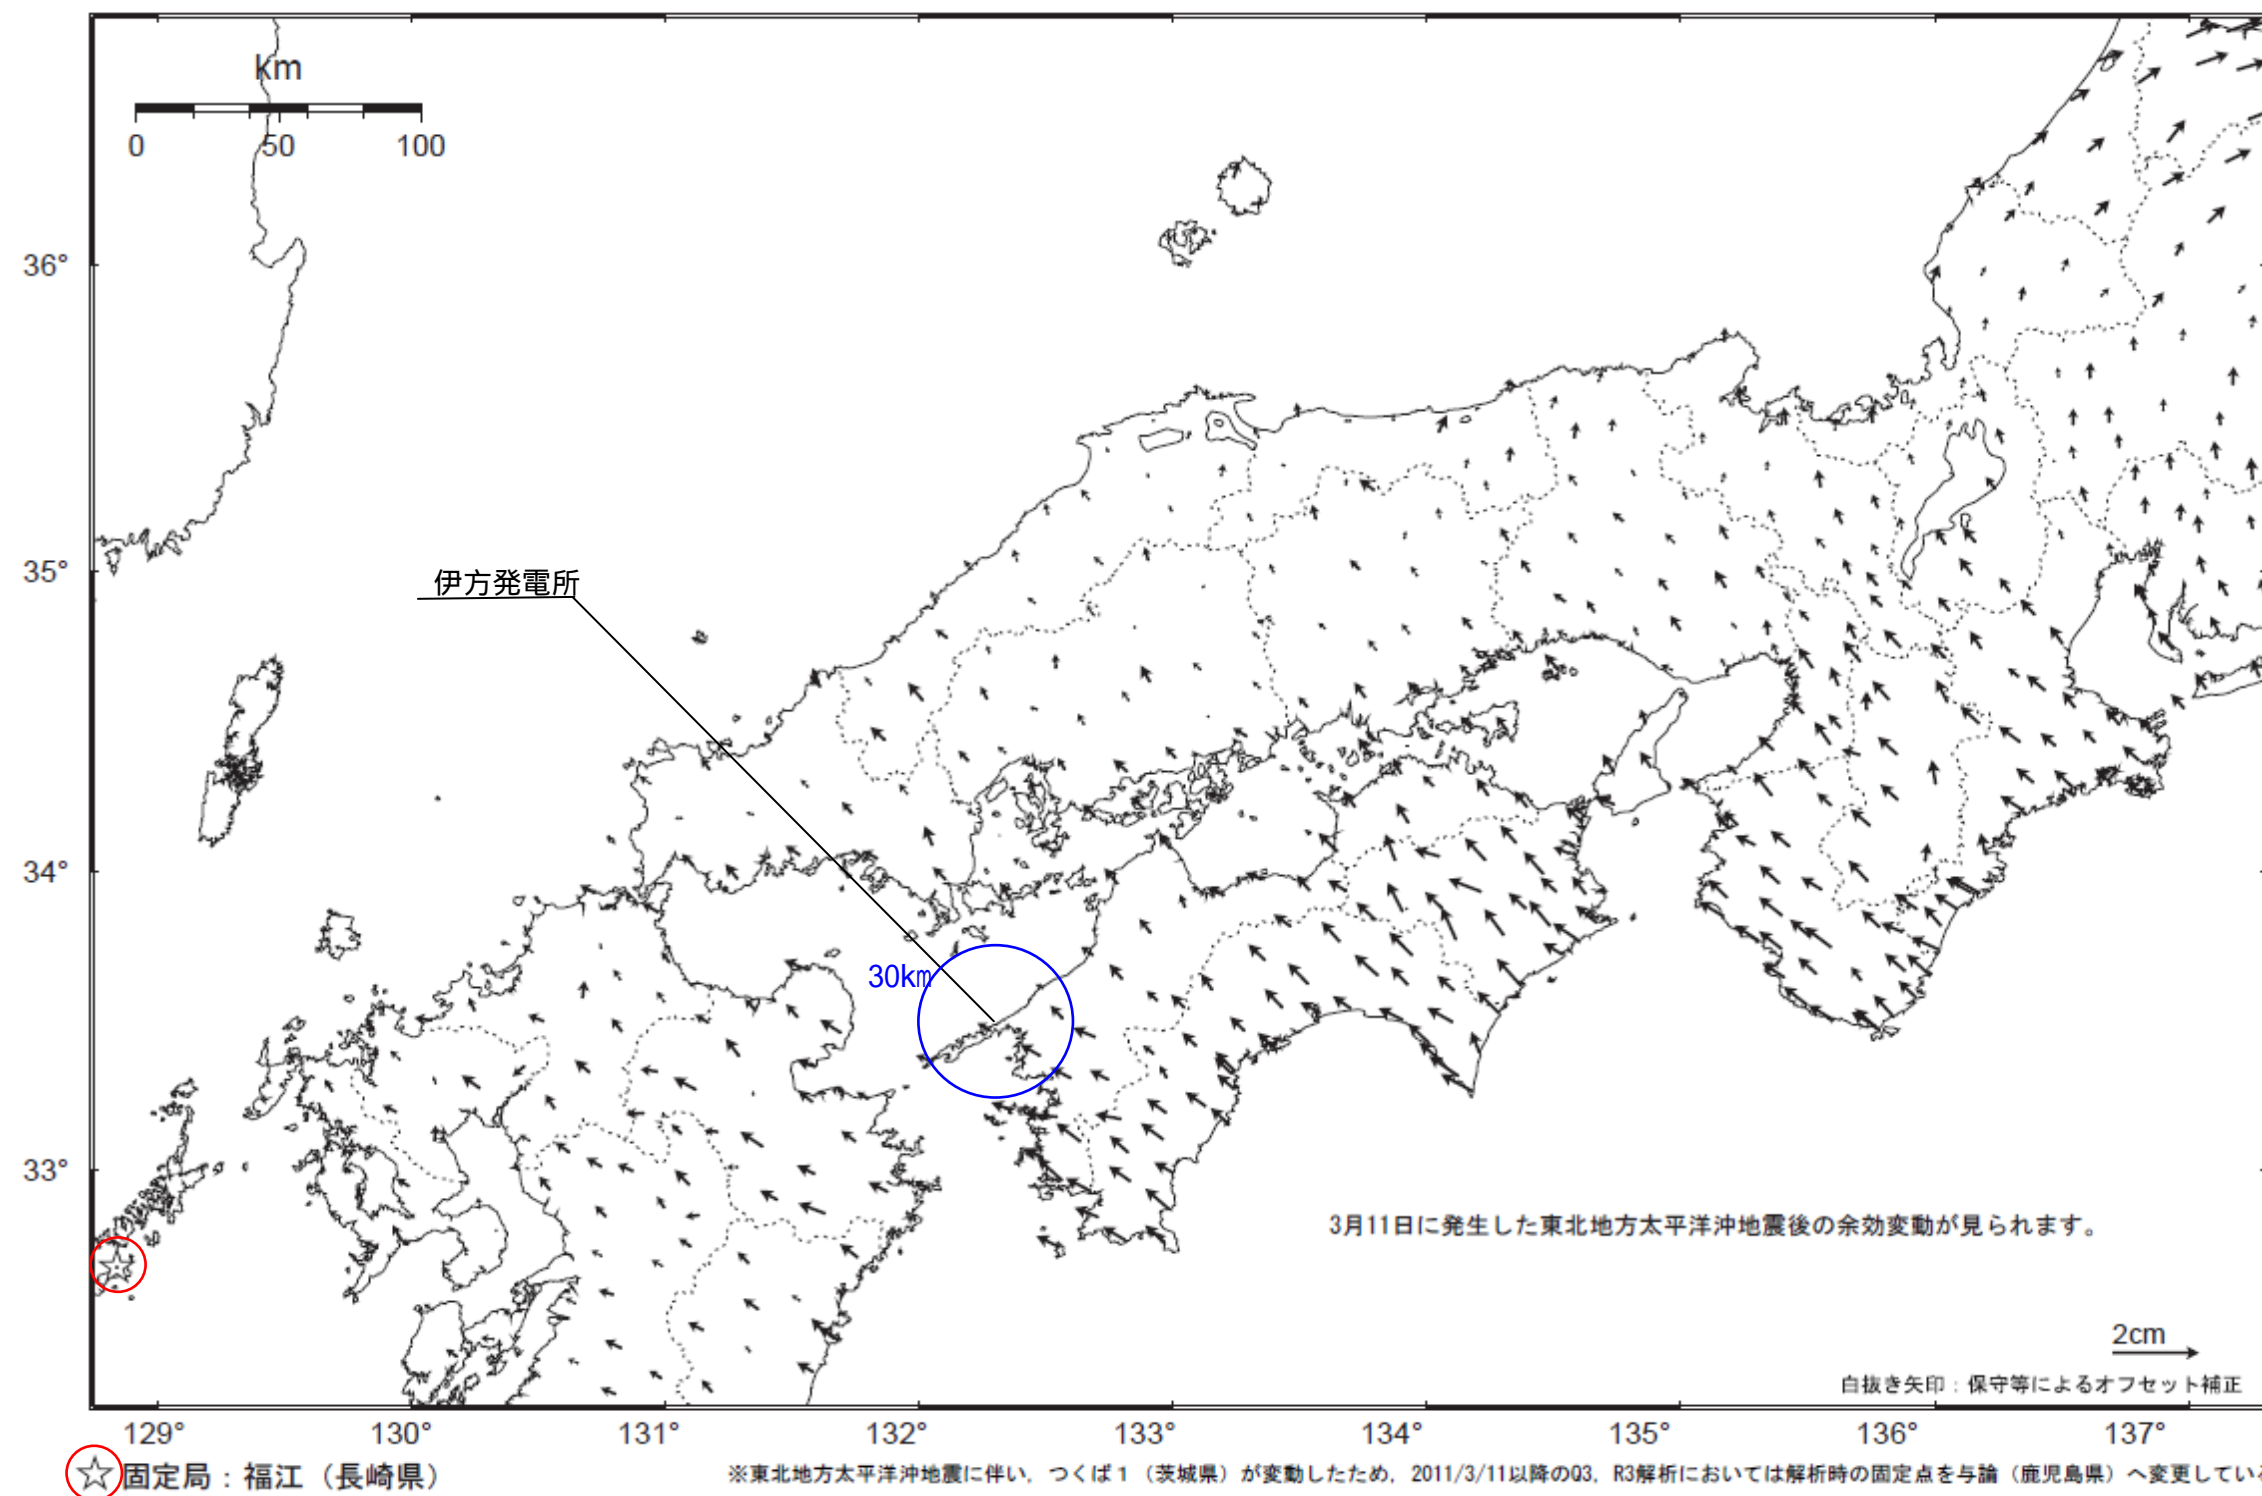 km
0 50 100
36°
伊方発電所
35°
34°
30km
33°
3月11日に発生した東北地方太平洋沖地震後の余効変動が見られます。
2cm
白抜き矢印：保守等によるオフセット補正
129° 130° 131° 132° 133° 134° 135° 136° 137°
☆固定局：福江（長崎県）
※東北地方太平洋沖地震に伴い，つくば１（茨城県）が変動したため，2011/3/11以降のQ3，R3解析においては解析時の固定点を与論（鹿児島県）へ変更してい